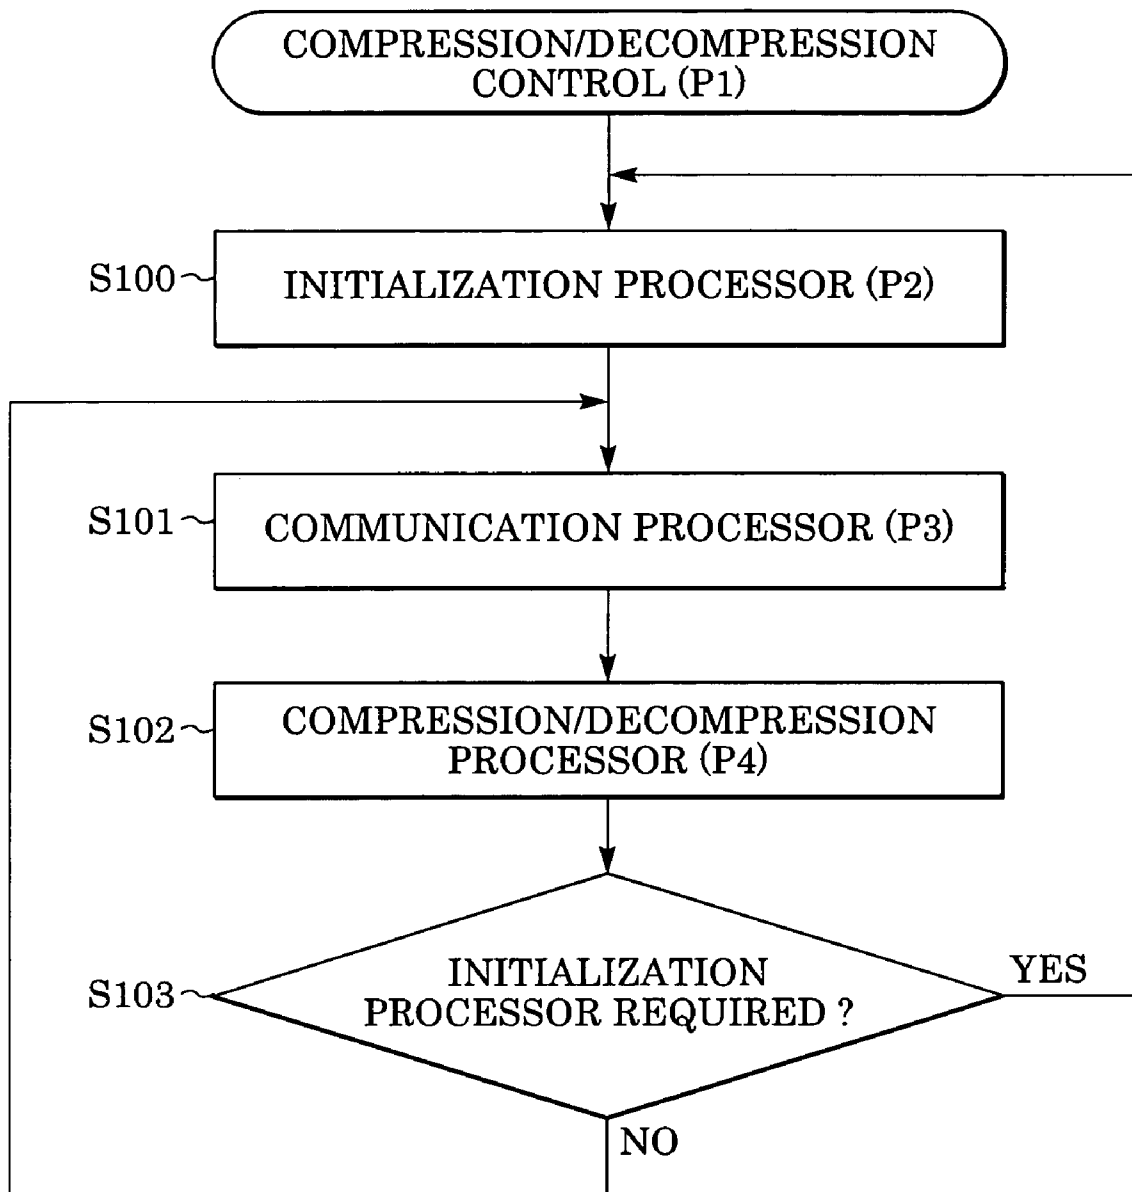 COMPRESSION/DECOMPRESSION
CONTROL (P1)
S100
INITIALIZATION PROCESSOR (P2)
S101
COMMUNICATION PROCESSOR (P3)
S102
COMPRESSION/DECOMPRESSION
PROCESSOR (P4)
S103
INITIALIZATION
PROCESSOR REQUIRED ?
YES
NO